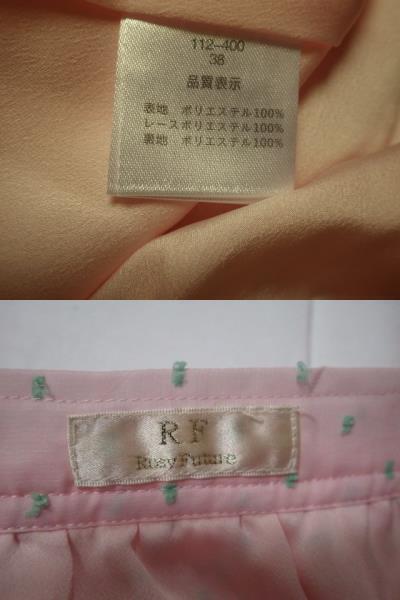 112-400
38
品質表示
表地 ポリエステル100%
レースポリエステル100%
裏地 ポリエステル100%
RF
Rosy Future